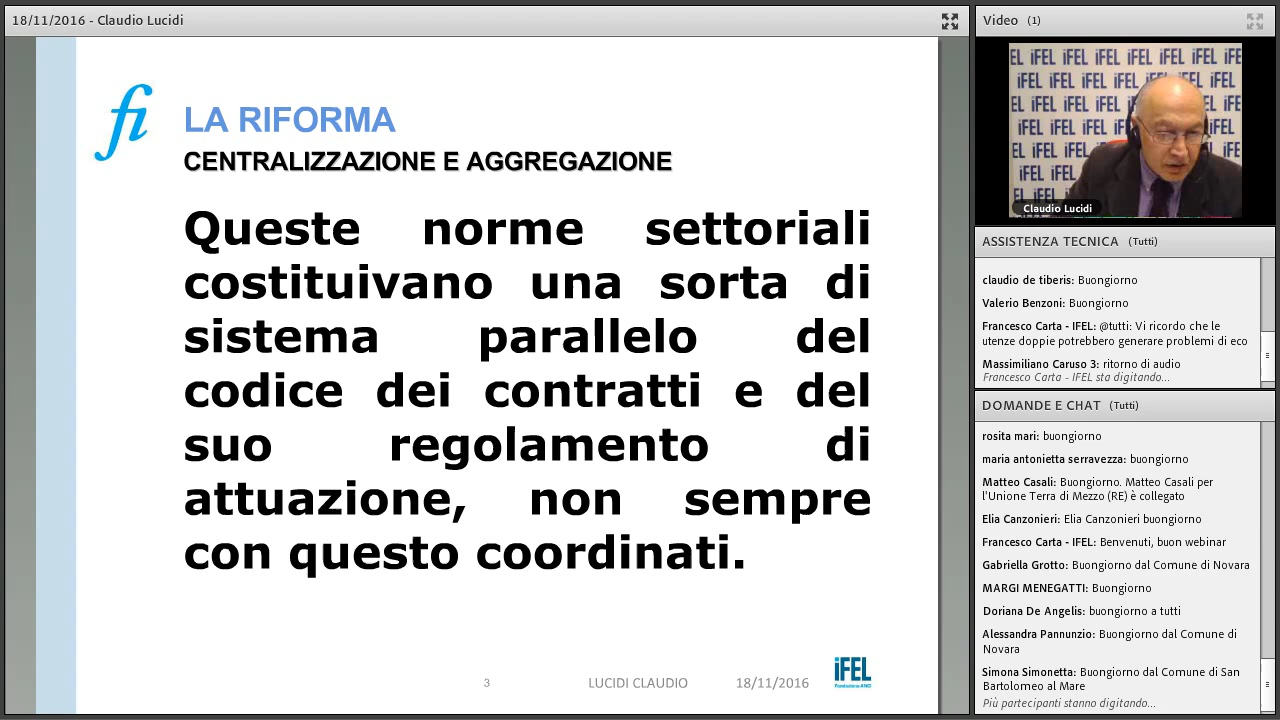 18/11/2016 - Claudio Lucidi
fi
LA RIFORMA
CENTRALIZZAZIONE E AGGREGAZIONE
Queste norme settoriali
costituivano una sorta di
sistema parallelo del
codice dei contratti e del
suo regolamento di
attuazione, non sempre
con questo coordinati.
3 LUCIDI CLAUDIO 18/11/2016
iFEL
Fondazione ANCI
Video (1)
EL iFEL iFEL iFEL iFEL
Claudio Lucidi
ASSISTENZA TECNICA (Tutti)
claudio de tiberis: Buongiorno
Valerio Benzoni: Buongiorno
Francesco Carta - IFEL: @tutti: Vi ricordo che le
utenze doppie potrebbero generare problemi di eco
Massimiliano Caruso 3: ritorno di audio
Francesco Carta - IFEL sta digitando...
DOMANDE E CHAT (Tutti)
rosita mari: buongiorno
maria antonietta serravezza: buongiorno
Matteo Casali: Buongiorno. Matteo Casali per
l'Unione Terra di Mezzo (RE) è collegato
Elia Canzonieri: Elia Canzonieri buongiorno
Francesco Carta - IFEL: Benvenuti, buon webinar
Gabriella Grotto: Buongiorno dal Comune di Novara
MARGI MENEGATTI: Buongiorno
Doriana De Angelis: buongiorno a tutti
Alessandra Pannunzio: Buongiorno dal Comune di
Novara
Simona Simonetta: Buongiorno dal Comune di San
Bartolomeo al Mare
Più partecipanti stanno digitando...